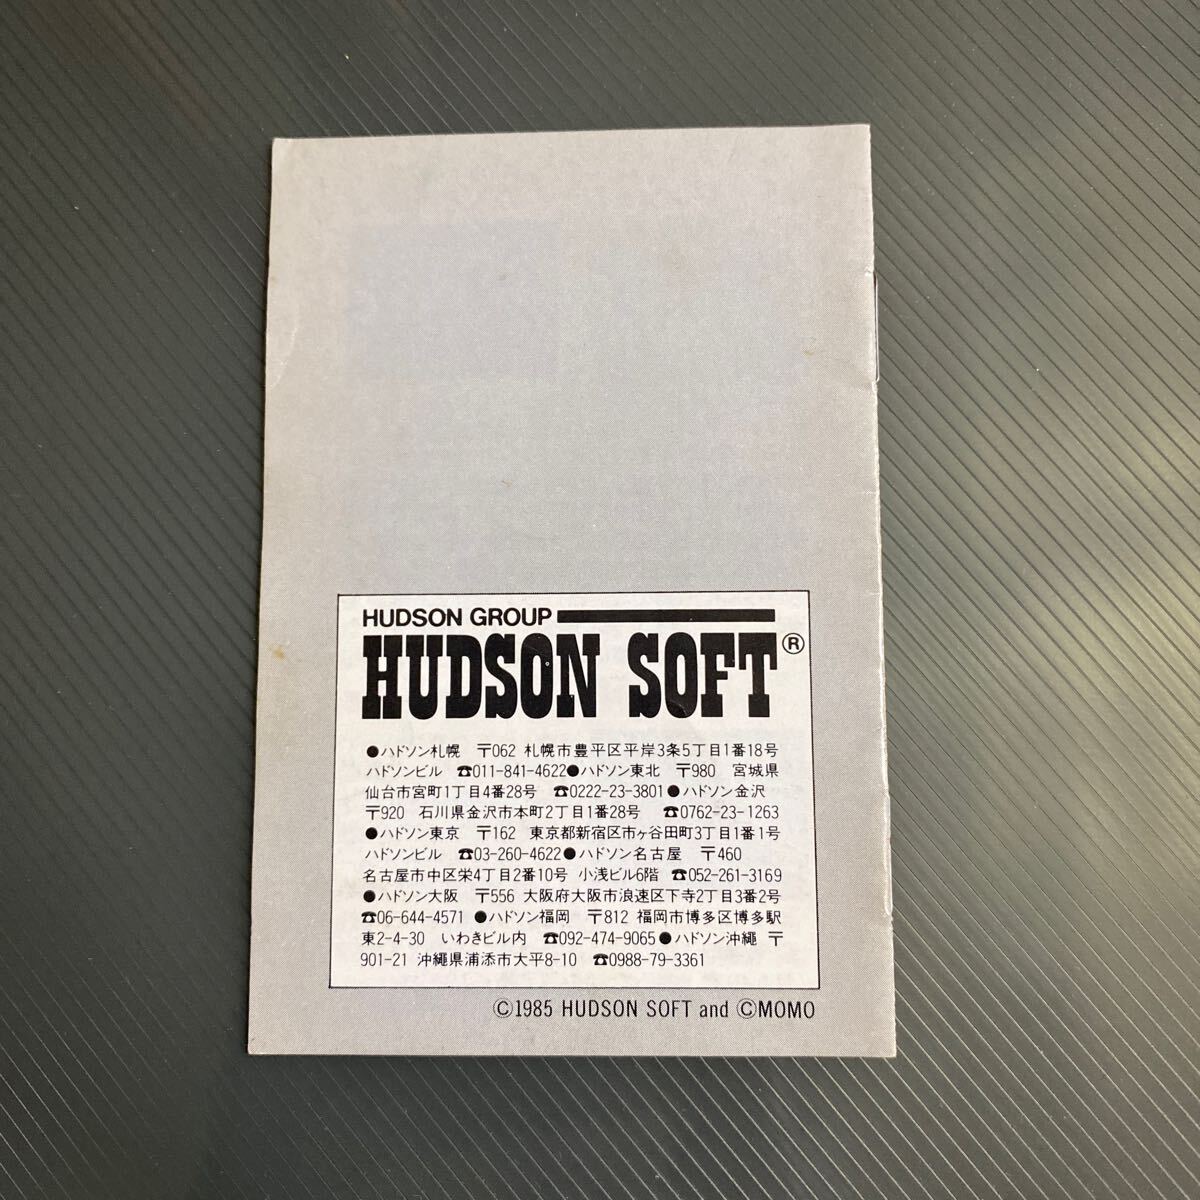 HUDSON GROUP
HUDSON SOFT®
●ハドソン札幌 〒062 札幌市豊平区平岸3条5丁目1番18号
ハドソンビル ☎011-841-4622●ハドソン東北 〒980 宮城県
仙台市宮町1丁目4番28号 ☎0222-23-3801●ハドソン金沢
〒920 石川県金沢市本町2丁目1番28号 ☎0762-23-1263
●ハドソン東京 〒162 東京都新宿区市ヶ谷田町3丁目1番1号
ハドソンビル ☎03-260-4622●ハドソン名古屋 〒460
名古屋市中区栄4丁目2番10号 小浅ビル6階 ☎052-261-3169
●ハドソン大阪 〒556 大阪府大阪市浪速区下寺2丁目3番2号
☎06-644-4571 ●ハドソン福岡 〒812 福岡市博多区博多駅
東2-4-30 いわきビル内 ☎092-474-9065●ハドソン沖縄 〒
901-21 沖縄県浦添市大平8-10 ☎0988-79-3361
©1985 HUDSON SOFT and ©MOMO